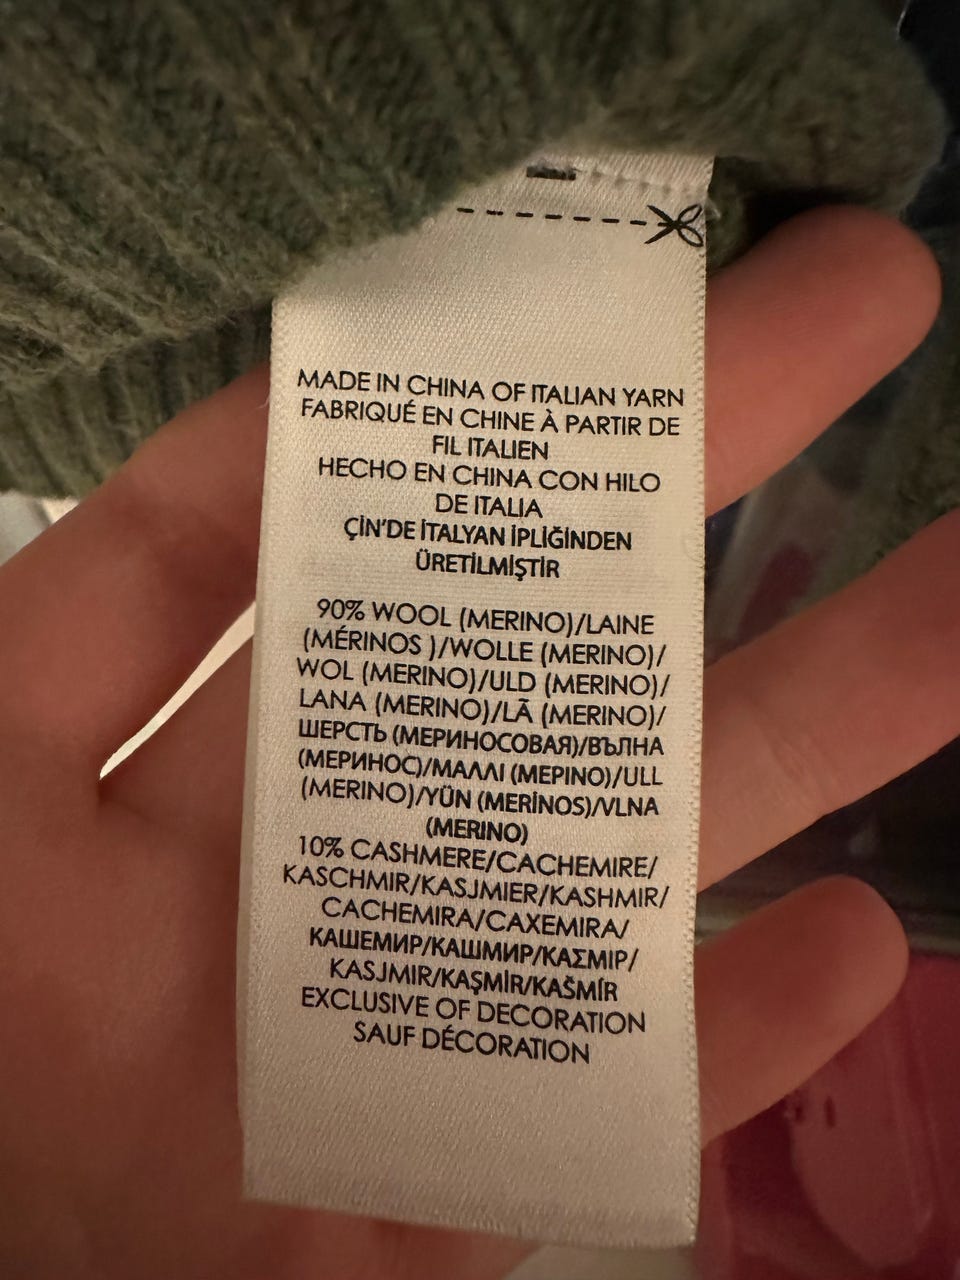 MADE IN CHINA OF ITALIAN YARN
FABRIQUÉ EN CHINE À PARTIR DE
FIL ITALIEN
HECHO EN CHINA CON HILO
DE ITALIA
ÇİN'DE İTALYAN İPLİĞİNDEN
ÜRETİLMİŞTİR
90% WOOL (MERINO)/LAINE
(MÉRINOS )/WOLLE (MERINO)/
WOL (MERINO)/ULD (MERINO)/
LANA (MERINO)/LÃ (MERINO)/
ШЕРСТЬ (МЕРИНОСОВАЯ)/ВЪЛНА
(МЕРИНОС)/ΜΑΛΛΙ (ΜΕΡΙΝΟ)/ULL
(MERINO)/YÜN (MERİNOS)/VLNA
(MERINO)
10% CASHMERE/CACHEMIRE/
KASCHMIR/KASJMIER/KASHMIR/
CACHEMIRA/CAXEMIRA/
КАШЕМИР/КАШМИР/ΚΑΣΜΙΡ/
KASJMIR/KAŞMİR/KAŠMÍR
EXCLUSIVE OF DECORATION
SAUF DÉCORATION